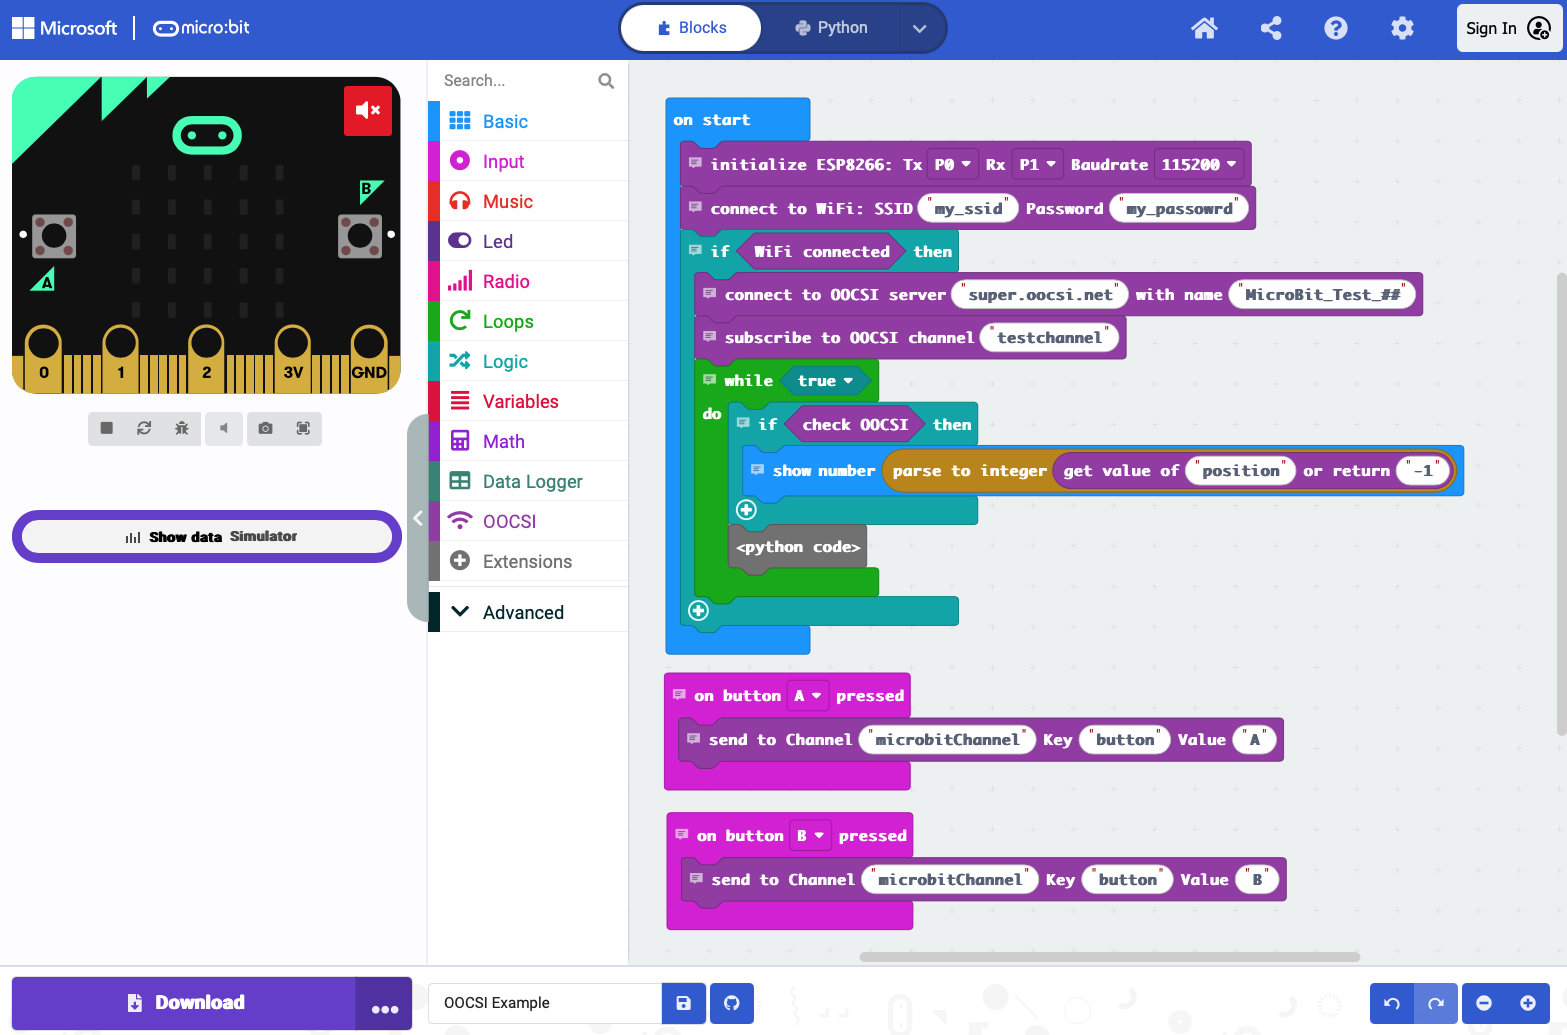 Microsoft | micro:bit
Blocks
Python
Sign In
B
A
0 1 2 3V GND
Show data Simulator
Download
Search...
Basic
Input
Music
Led
Radio
Loops
Logic
Variables
Math
Data Logger
OOCSI
Extensions
Advanced
on start
initialize ESP8266: Tx P0 Rx P1 Baudrate 115200
connect to WiFi: SSID "my_ssid" Password "my_passowrd"
if WiFi connected then
connect to OOCSI server "super.oocsi.net" with name "MicroBit_Test_##"
subscribe to OOCSI channel "testchannel"
while true
do if check OOCSI then
show number parse to integer get value of "position" or return "-1"
<python code>
on button A pressed
send to Channel "microbitChannel" Key "button" Value "A"
on button B pressed
send to Channel "microbitChannel" Key "button" Value "B"
OOCSI Example